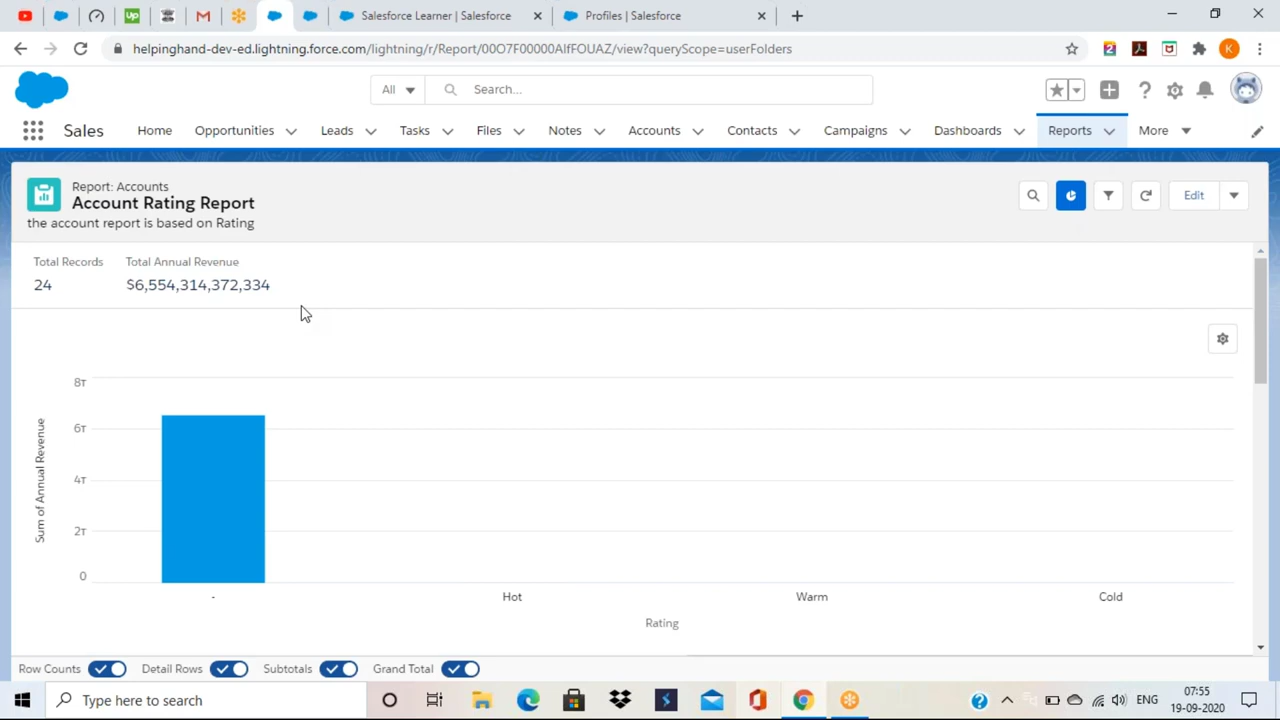 Up
Salesforce Learner | Salesforce
Profiles | Salesforce
helpinghand-dev-ed.lightning.force.com/lightning/r/Report/00O7F00000AlfFOUAZ/view?queryScope=userFolders
2
K
All
Search...
Sales
Home
Opportunities
Leads
Tasks
Files
Notes
Accounts
Contacts
Campaigns
Dashboards
Reports
More
Report: Accounts
Account Rating Report
the account report is based on Rating
Edit
Total Records
Total Annual Revenue
24
$6,554,314,372,334
8T
6T
4T
2T
0
Sum of Annual Revenue
-
Hot
Warm
Cold
Rating
Row Counts
Detail Rows
Subtotals
Grand Total
Type here to search
ENG
07:55
19-09-2020